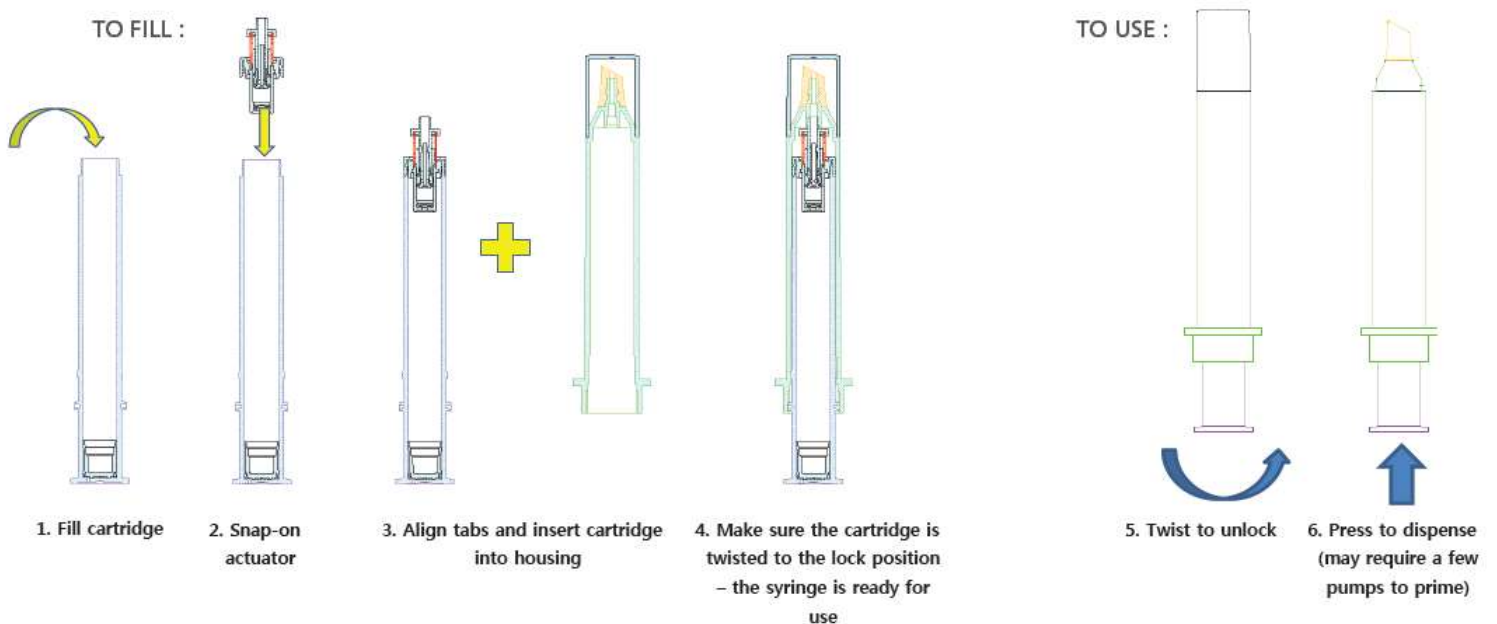 TO FILL :
1. Fill cartridge
2. Snap-on
actuator
3. Align tabs and insert cartridge
into housing
4. Make sure the cartridge is
twisted to the lock position
– the syringe is ready for
use
TO USE :
5. Twist to unlock
6. Press to dispense
(may require a few
pumps to prime)